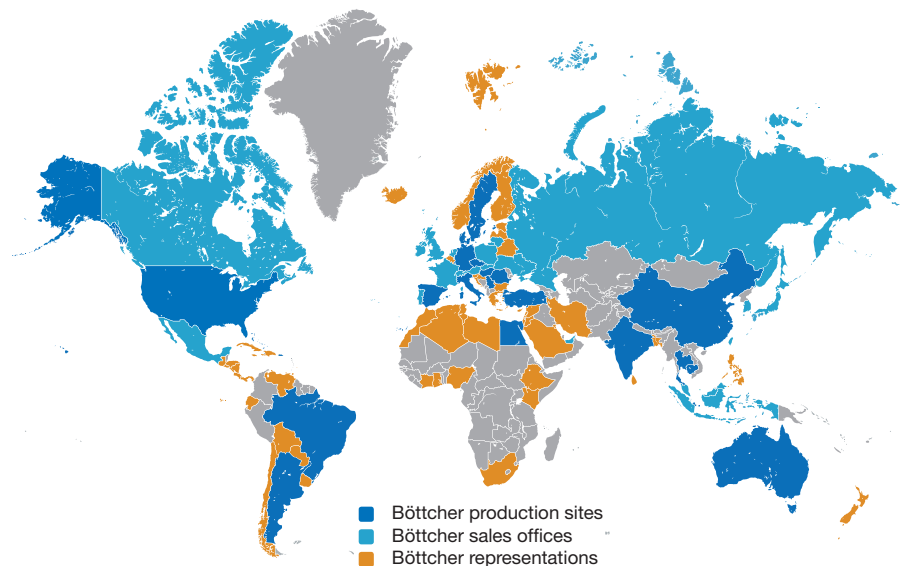 Böttcher production sites
Böttcher sales offices
Böttcher representations